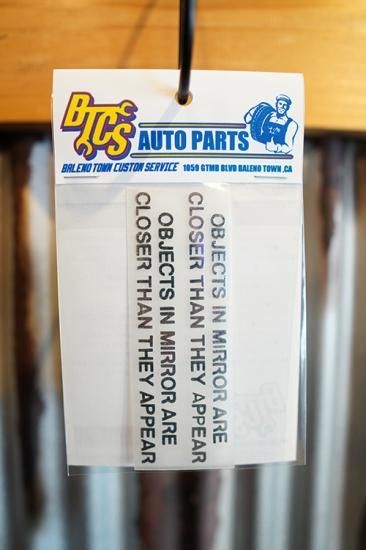 BTCS
AUTO PARTS
BALENO TOWN CUSTOM SERVICE 1059 GTMB BLVD BALENO TOWN ,CA
OBJECTS IN MIRROR ARE
CLOSER THAN THEY APPEAR
OBJECTS IN MIRROR ARE
CLOSER THAN THEY APPEAR